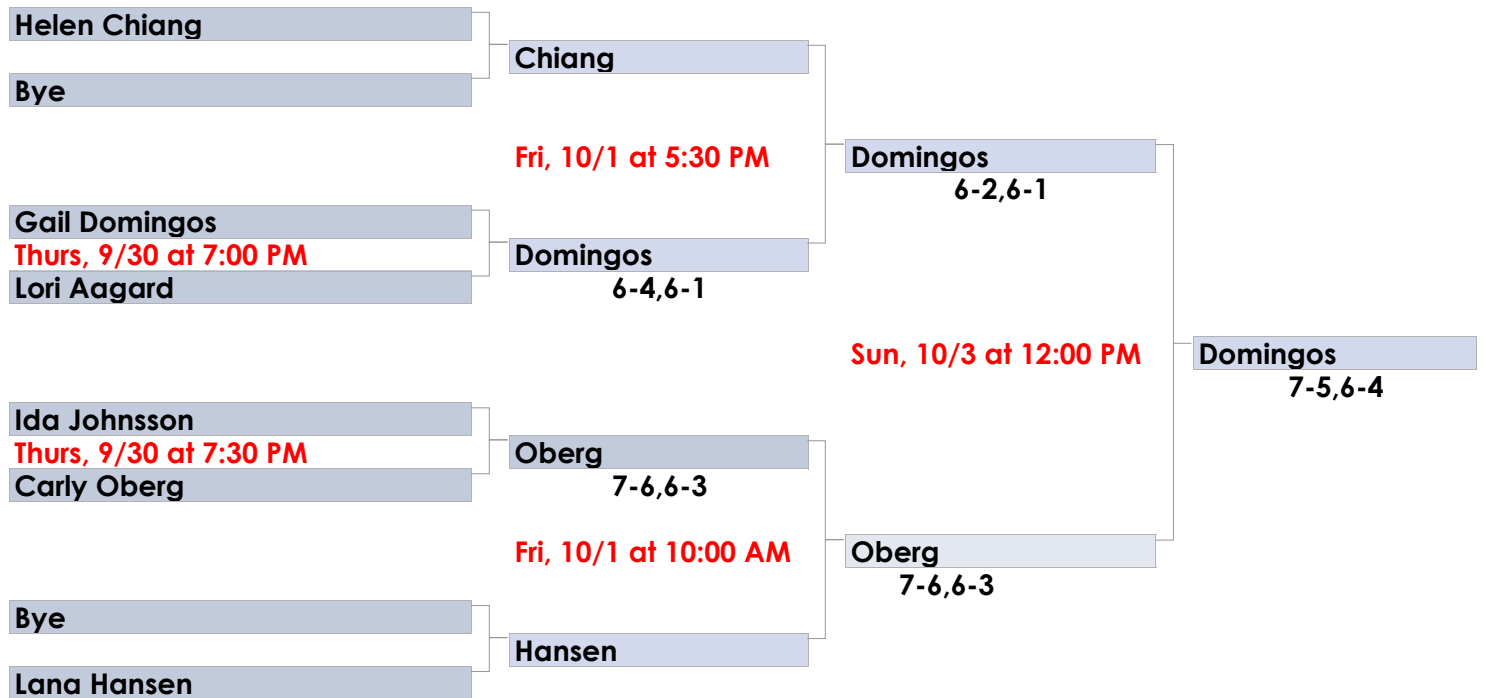 Helen Chiang
Chiang
Bye
Fri, 10/1 at 5:30 PM
Domingos
6-2,6-1
Gail Domingos
Thurs, 9/30 at 7:00 PM
Domingos
Lori Aagard
6-4,6-1
Sun, 10/3 at 12:00 PM
Domingos
7-5,6-4
Ida Johnsson
Thurs, 9/30 at 7:30 PM
Oberg
Carly Oberg
7-6,6-3
Fri, 10/1 at 10:00 AM
Oberg
7-6,6-3
Bye
Hansen
Lana Hansen